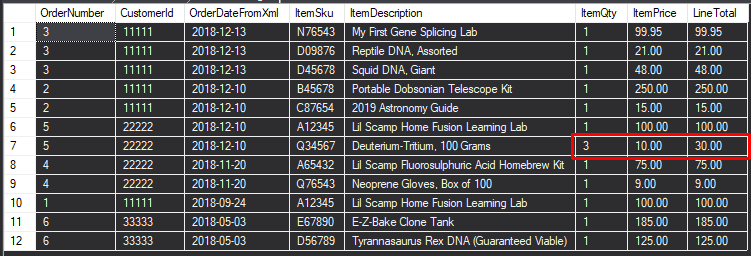 OrderNumber CustomerId OrderDateFromXml ItemSku ItemDescription ItemQty ItemPrice LineTotal
1 3 11111 2018-12-13 N76543 My First Gene Splicing Lab 1 99.95 99.95
2 3 11111 2018-12-13 D09876 Reptile DNA, Assorted 1 21.00 21.00
3 3 11111 2018-12-13 D45678 Squid DNA, Giant 1 48.00 48.00
4 2 11111 2018-12-10 B45678 Portable Dobsonian Telescope Kit 1 250.00 250.00
5 2 11111 2018-12-10 C87654 2019 Astronomy Guide 1 15.00 15.00
6 5 22222 2018-12-10 A12345 Lil Scamp Home Fusion Learning Lab 1 100.00 100.00
7 5 22222 2018-12-10 Q34567 Deuterium-Tritium, 100 Grams 3 10.00 30.00
8 4 22222 2018-11-20 A65432 Lil Scamp Fluorosulphuric Acid Homebrew Kit 1 75.00 75.00
9 4 22222 2018-11-20 Q76543 Neoprene Gloves, Box of 100 1 9.00 9.00
10 1 11111 2018-09-24 A12345 Lil Scamp Home Fusion Learning Lab 1 100.00 100.00
11 6 33333 2018-05-03 E67890 E-Z-Bake Clone Tank 1 185.00 185.00
12 6 33333 2018-05-03 D56789 Tyrannasaurus Rex DNA (Guaranteed Viable) 1 125.00 125.00